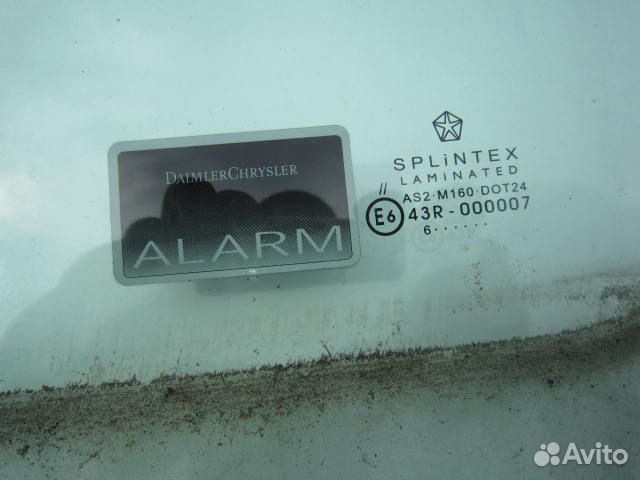 DAIMLERCHRYSLER
ALARM
SPLiNTEX
LAMINATED
//
AS2·M160·DOT24
E6 43R-000007
6······
Avito